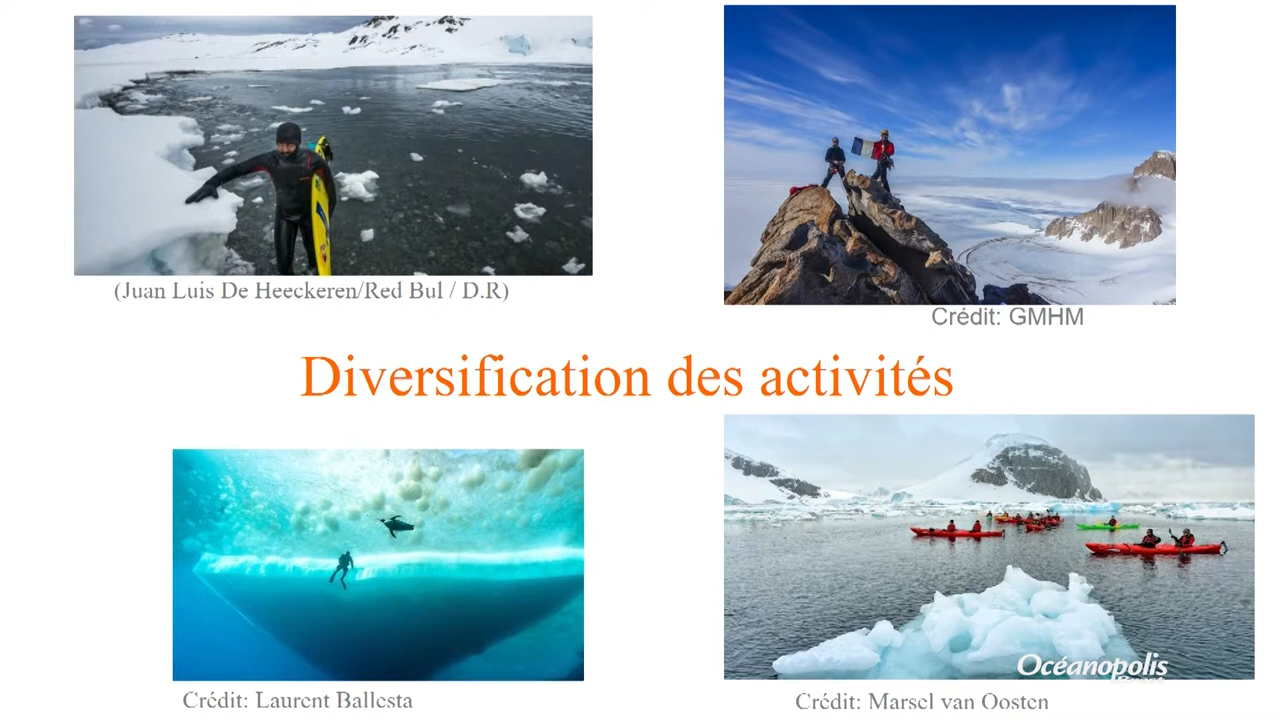 (Juan Luis De Heeckeren/Red Bul / D.R)
Crédit: GMHM
Diversification des activités
Crédit: Laurent Ballesta
Crédit: Marsel van Oosten
Océanopolis
Brest